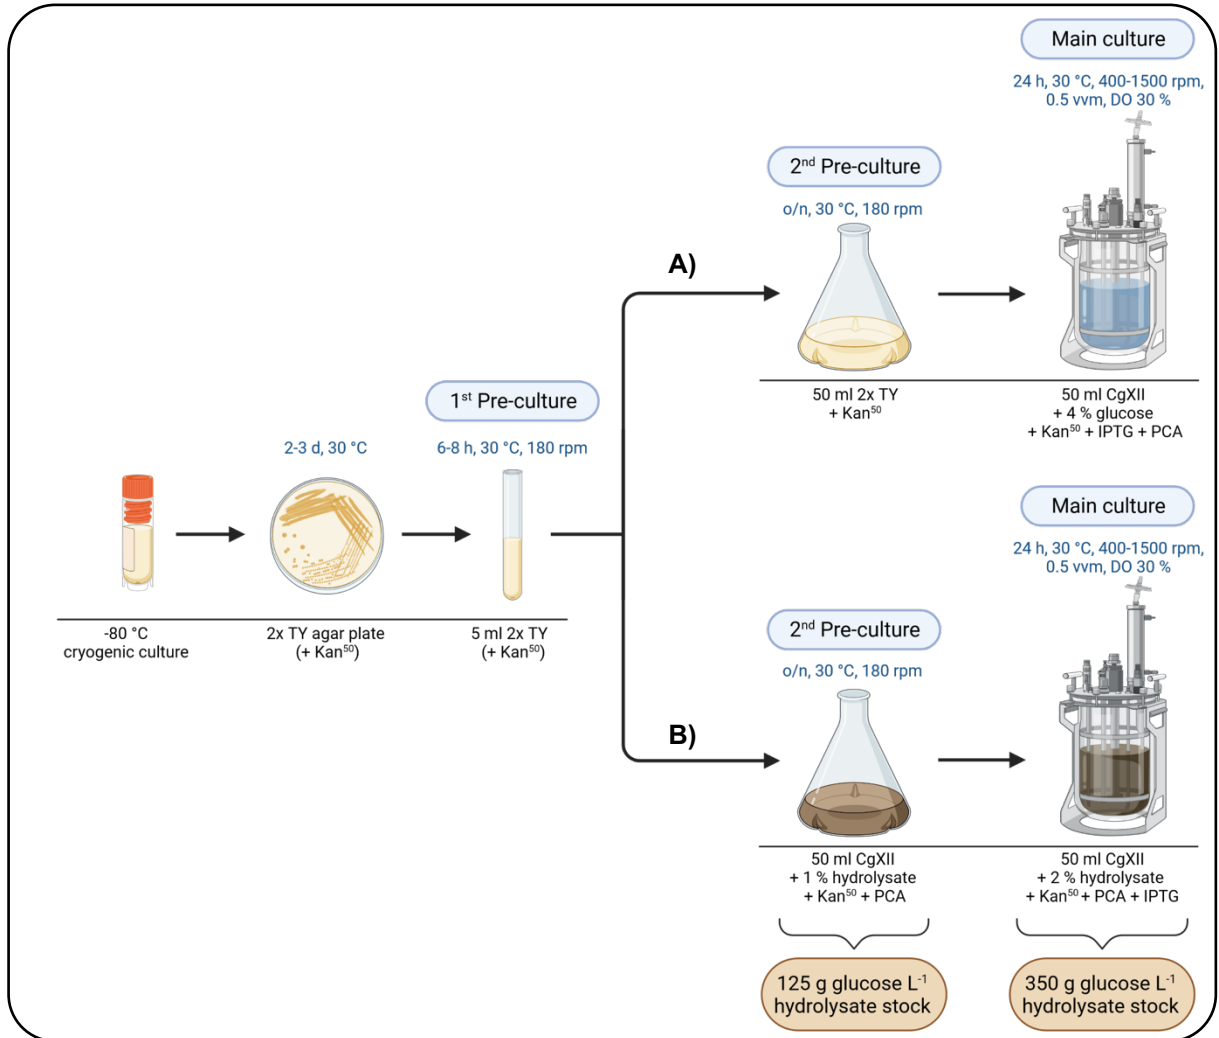 Main culture
24 h, 30 °C, 400-1500 rpm,
0.5 vvm, DO 30 %
2nd Pre-culture
o/n, 30 °C, 180 rpm
A)
50 ml 2x TY
+ Kan50
50 ml CgXII
+ 4 % glucose
+ Kan50 + IPTG + PCA
1st Pre-culture
2-3 d, 30 °C
6-8 h, 30 °C, 180 rpm
-80 °C
cryogenic culture
2x TY agar plate
(+ Kan50)
5 ml 2x TY
(+ Kan50)
Main culture
24 h, 30 °C, 400-1500 rpm,
0.5 vvm, DO 30 %
2nd Pre-culture
o/n, 30 °C, 180 rpm
B)
50 ml CgXII
+ 1 % hydrolysate
+ Kan50 + PCA
50 ml CgXII
+ 2 % hydrolysate
+ Kan50 + PCA + IPTG
125 g glucose L-1
hydrolysate stock
350 g glucose L-1
hydrolysate stock